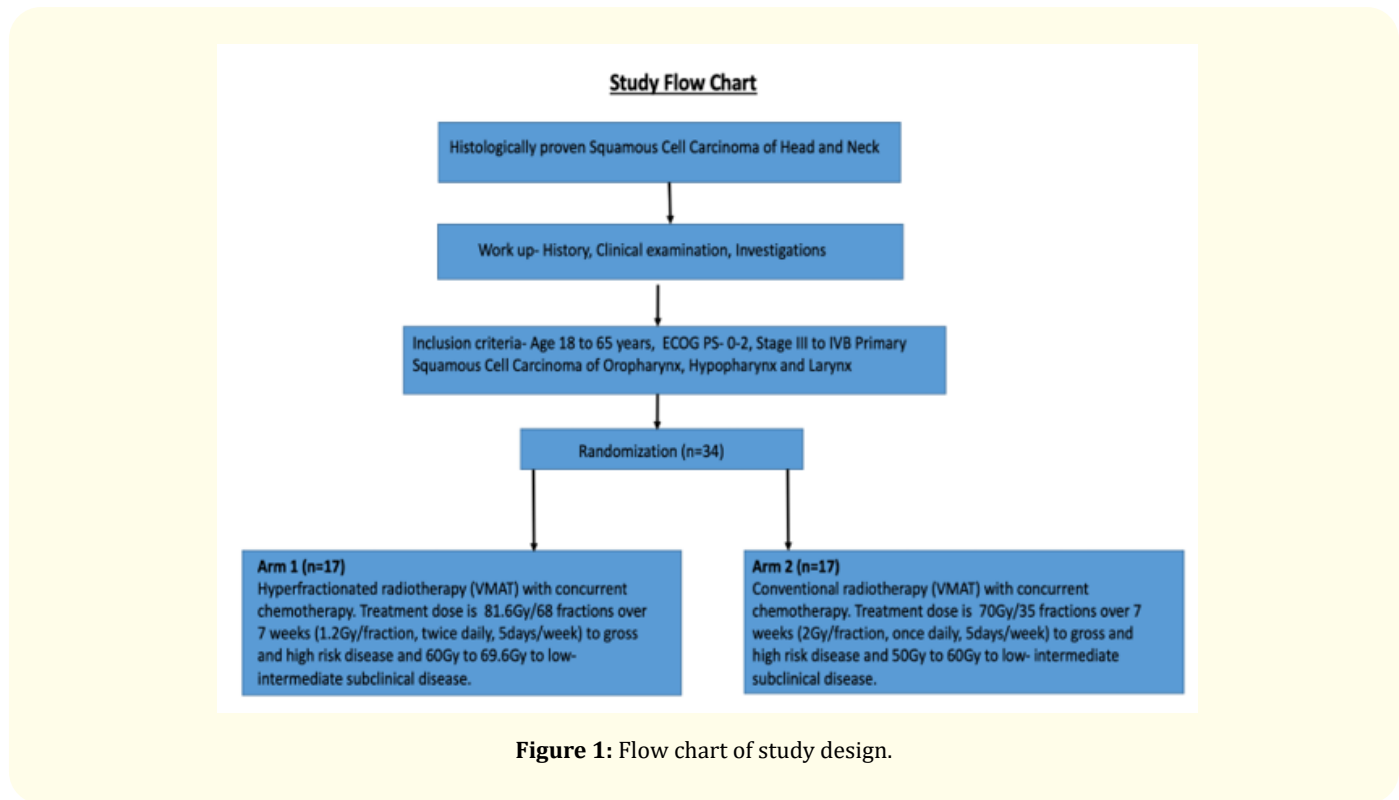 Study Flow Chart
Histologically proven Squamous Cell Carcinoma of Head and Neck
Work up- History, Clinical examination, Investigations
Inclusion criteria- Age 18 to 65 years, ECOG PS- 0-2, Stage III to IVB Primary
Squamous Cell Carcinoma of Oropharynx, Hypopharynx and Larynx
Randomization (n=34)
Arm 1 (n=17)
Hyperfractionated radiotherapy (VMAT) with concurrent
chemotherapy. Treatment dose is 81.6Gy/68 fractions over
7 weeks (1.2Gy/fraction, twice daily, 5days/week) to gross
and high risk disease and 60Gy to 69.6Gy to low-
intermediate subclinical disease.
Arm 2 (n=17)
Conventional radiotherapy (VMAT) with concurrent
chemotherapy. Treatment dose is 70Gy/35 fractions over 7
weeks (2Gy/fraction, once daily, 5days/week) to gross and
high risk disease and 50Gy to 60Gy to low- intermediate
subclinical disease.
Figure 1: Flow chart of study design.